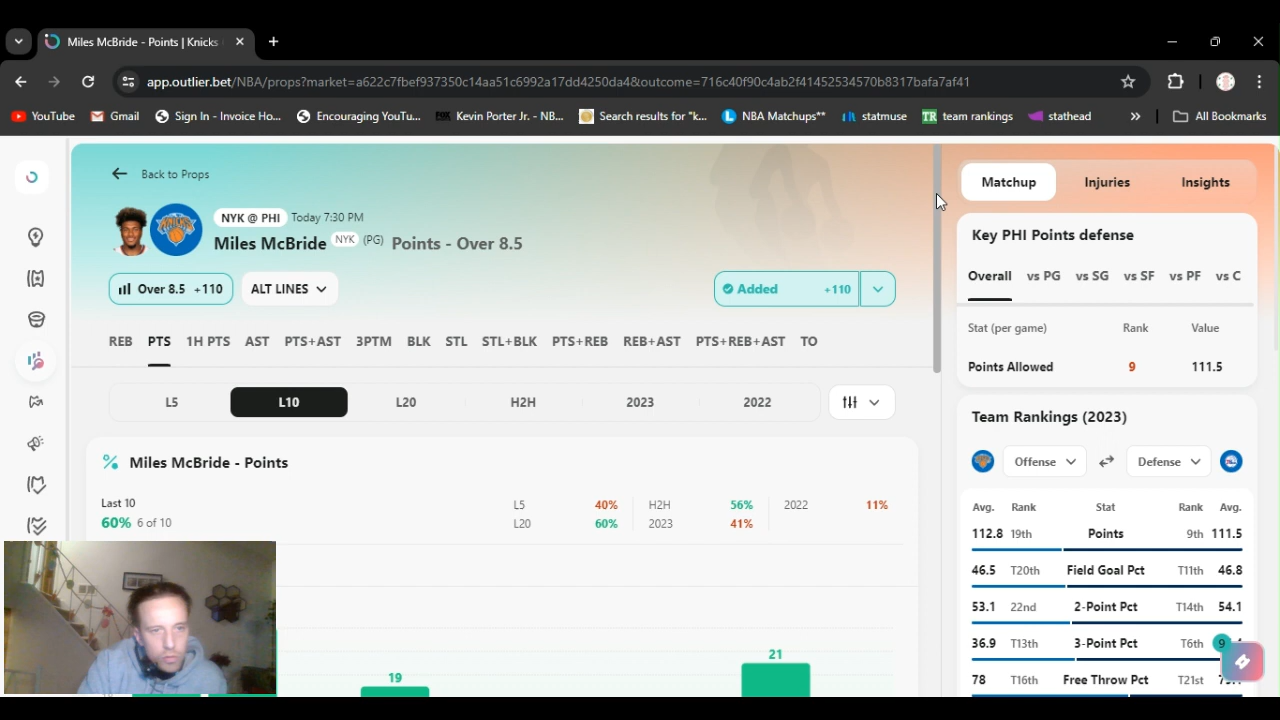 Miles McBride - Points | Knicks
app.outlier.bet/NBA/props?market=a622c7fbef937350c14aa51c6992a17dd4250da4&outcome=716c40f90c4ab2f41452534570b8317bafa7af41
YouTube Gmail Sign In - Invoice Ho... Encouraging YouTu... Kevin Porter Jr. - NB... Search results for "k... NBA Matchups** statmuse team rankings stathead » All Bookmarks
Back to Props
NYK @ PHI Today 7:30 PM
Miles McBride NYK (PG) Points - Over 8.5
Over 8.5 +110 ALT LINES Added +110
REB PTS 1H PTS AST PTS+AST 3PTM BLK STL STL+BLK PTS+REB REB+AST PTS+REB+AST TO
L5 L10 L20 H2H 2023 2022
Miles McBride - Points
Last 10
60% 6 of 10
L5 40% H2H 56% 2022 11%
L20 60% 2023 41%
19
21
Matchup Injuries Insights
Key PHI Points defense
Overall vs PG vs SG vs SF vs PF vs C
Stat (per game) Rank Value
Points Allowed 9 111.5
Team Rankings (2023)
Offense Defense
Avg. Rank Stat Rank Avg.
112.8 19th Points 9th 111.5
46.5 T20th Field Goal Pct T11th 46.8
53.1 22nd 2-Point Pct T14th 54.1
36.9 T13th 3-Point Pct T6th 9
78 T16th Free Throw Pct T21st